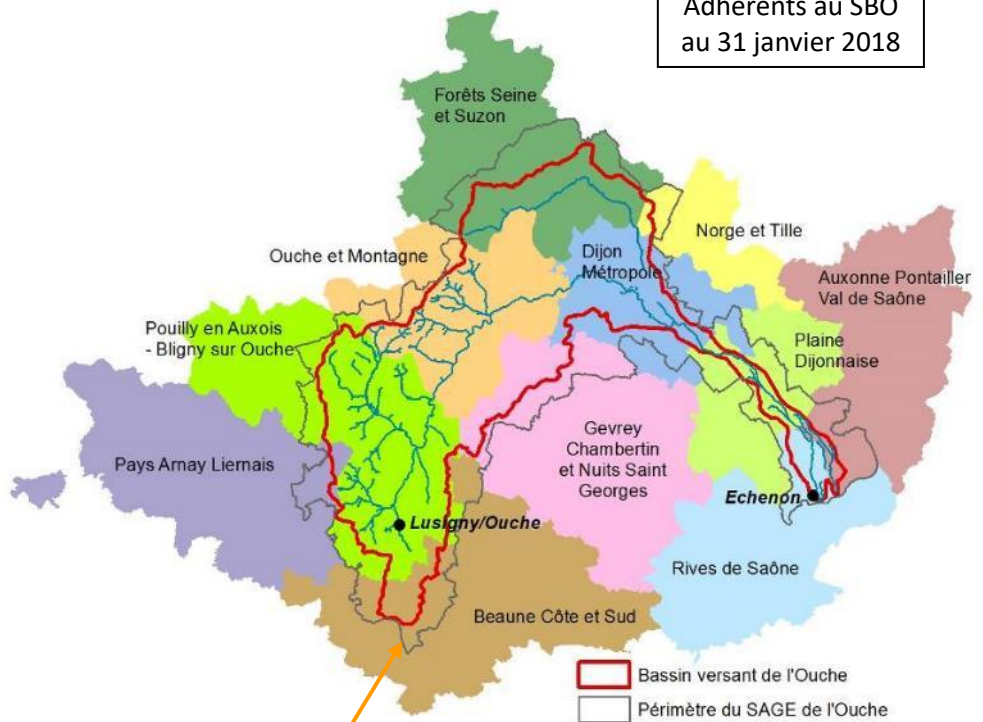 Adhérents au SBO
au 31 janvier 2018
Forêts Seine
et Suzon
Ouche et Montagne
Norge et Tille
Dijon
Métropole
Auxonne Pontailler
Val de Saône
Pouilly en Auxois
- Bligny sur Ouche
Plaine
Dijonnaise
Pays Arnay Liernais
Gevrey
Chambertin
et Nuits Saint
Georges
Echenon
Lusigny/Ouche
Rives de Saône
Beaune Côte et Sud
Bassin versant de l'Ouche
Périmètre du SAGE de l'Ouche